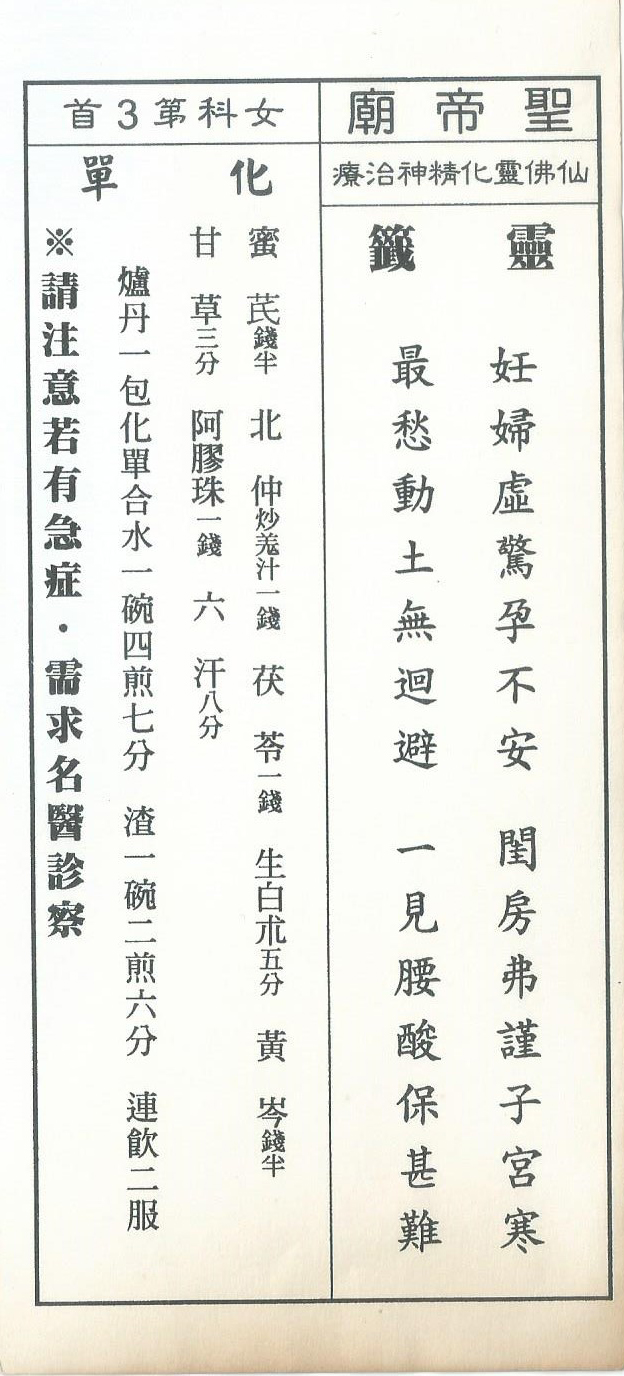 聖帝廟
仙佛靈化精神治療
靈籤
妊婦虛驚孕不安　閨房弗謹子宮寒
最愁動土無迴避　一見腰酸保甚難
女科第3首
化單
蜜芪錢半　北仲炒羗汁一錢　茯苓一錢　生白朮五分　黃岑錢半
甘草三分　阿膠珠一錢　六汗八分
爐丹一包化單合水一碗四煎七分　渣一碗二煎六分　連飲二服
※請注意若有急症・需求名醫診察